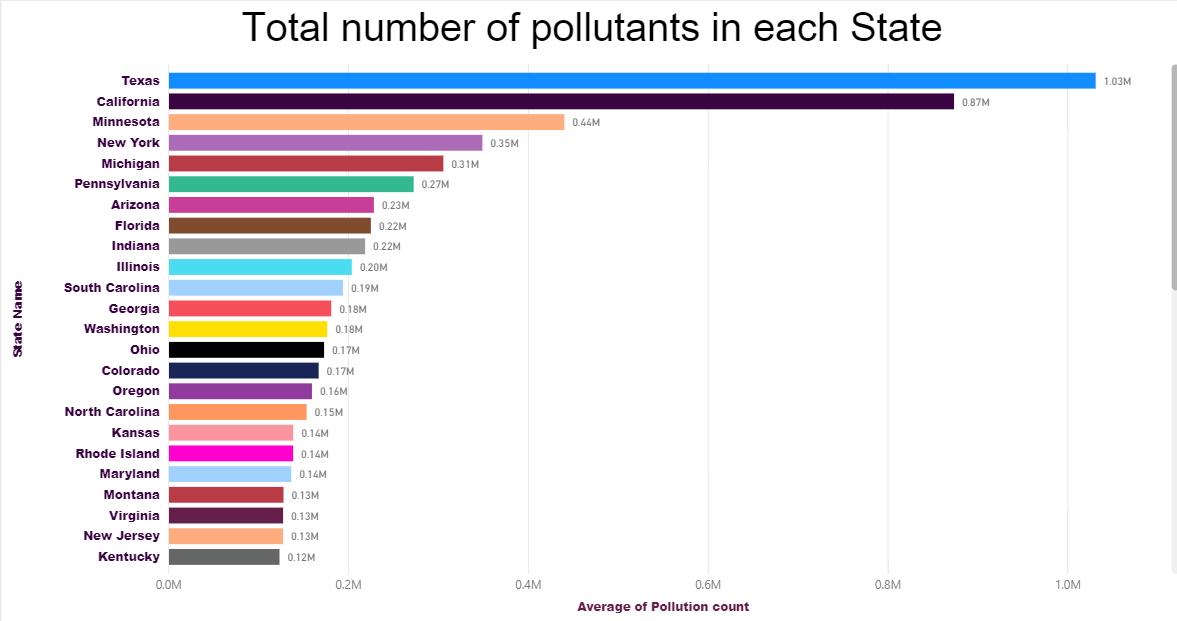 Total number of pollutants in each State
Texas 1.03M
California 0.87M
Minnesota 0.44M
New York 0.35M
Michigan 0.31M
Pennsylvania 0.27M
Arizona 0.23M
Florida 0.22M
Indiana 0.22M
Illinois 0.20M
South Carolina 0.19M
Georgia 0.18M
Washington 0.18M
Ohio 0.17M
Colorado 0.17M
Oregon 0.16M
North Carolina 0.15M
Kansas 0.14M
Rhode Island 0.14M
Maryland 0.14M
Montana 0.13M
Virginia 0.13M
New Jersey 0.13M
Kentucky 0.12M
State Name
0.0M 0.2M 0.4M 0.6M 0.8M 1.0M
Average of Pollution count